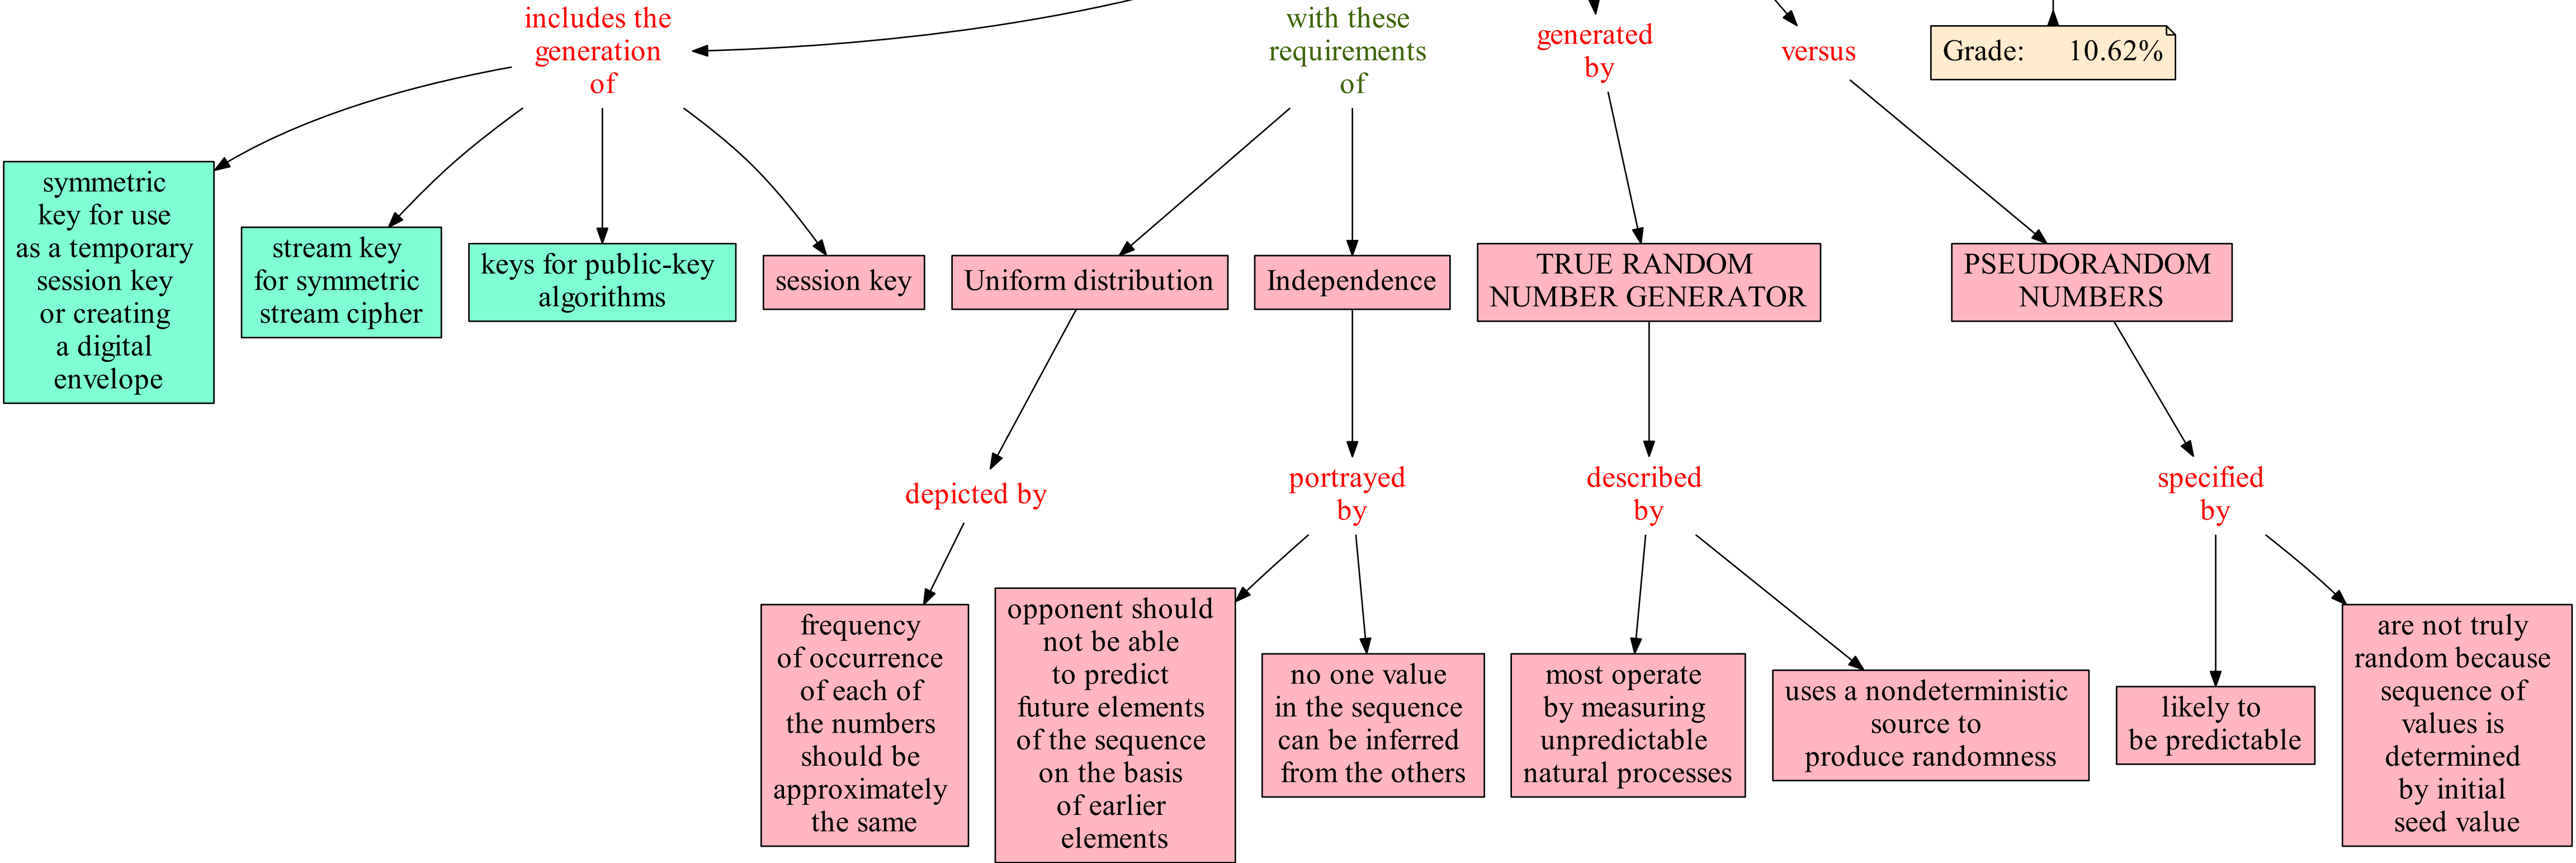 includes the
generation
of
with these
requirements
of
generated
by
versus
Grade: 10.62%
symmetric
key for use
as a temporary
session key
or creating
a digital
envelope
stream key
for symmetric
stream cipher
keys for public-key
algorithms
session key
Uniform distribution
Independence
TRUE RANDOM
NUMBER GENERATOR
PSEUDORANDOM
NUMBERS
depicted by
portrayed
by
described
by
specified
by
frequency
of occurrence
of each of
the numbers
should be
approximately
the same
opponent should
not be able
to predict
future elements
of the sequence
on the basis
of earlier
elements
no one value
in the sequence
can be inferred
from the others
most operate
by measuring
unpredictable
natural processes
uses a nondeterministic
source to
produce randomness
likely to
be predictable
are not truly
random because
sequence of
values is
determined
by initial
seed value